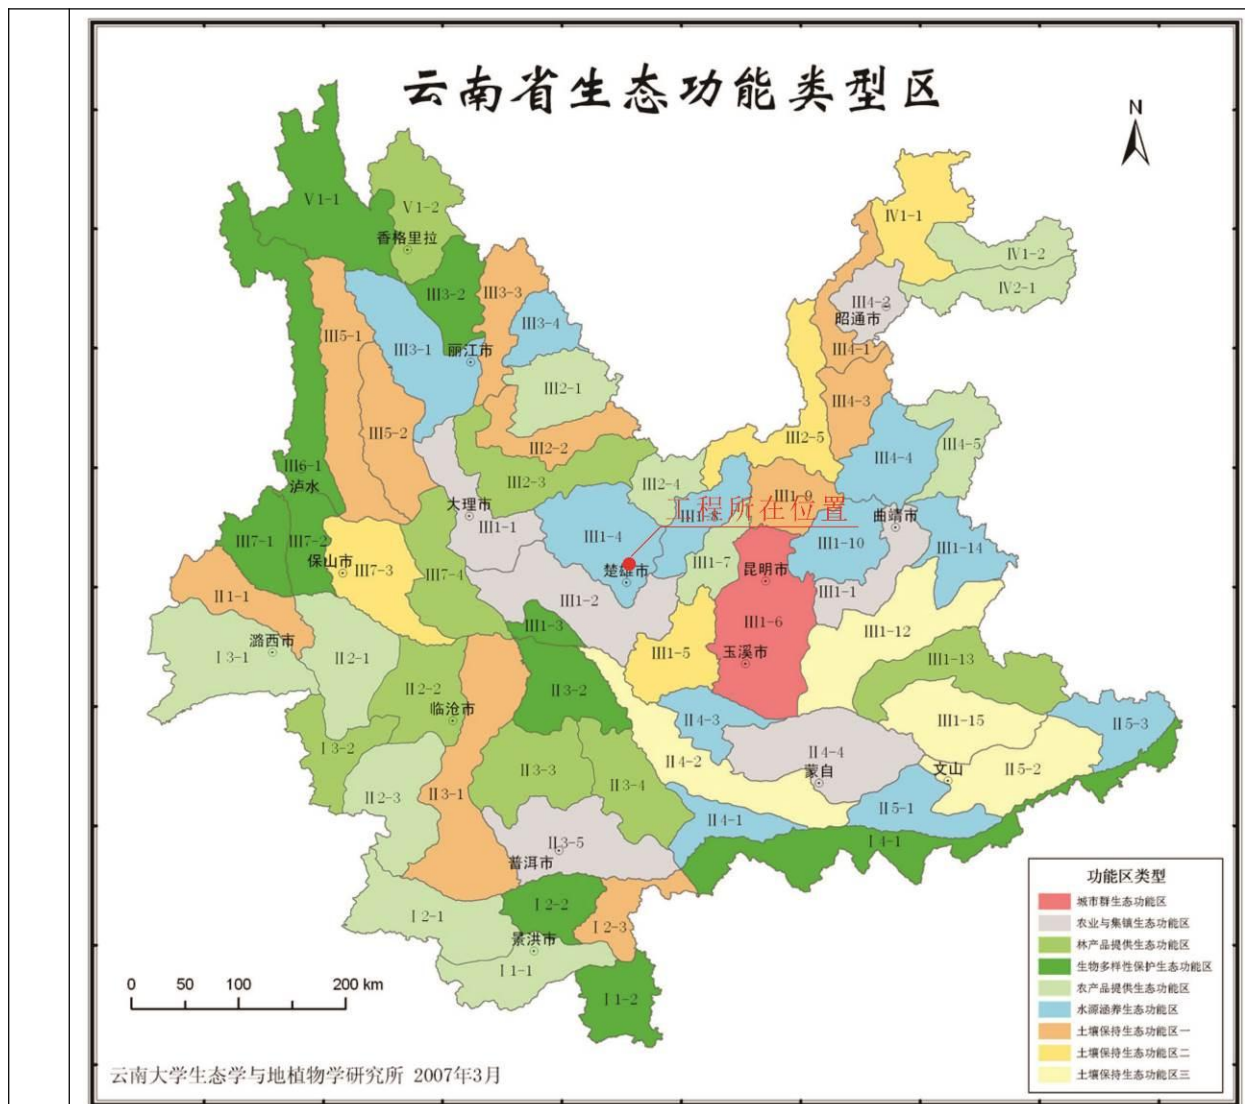 云南省生态功能类型区
N
V1-1
V1-2
香格里拉
IV1-1
IV1-2
IV2-1
III3-2
III3-3
III4-2
昭通市
III3-4
III5-1
III3-1
丽江市
III4-1
III2-1
III4-3
III5-2
III2-2
III2-5
III4-5
III4-4
III6-1
泸水
III2-3
III2-4
III1-9
大理市
工程所在位置
曲靖市
III1-1
III1-4
III1-8
III1-10
III1-14
III7-1
III7-2
保山市
III7-3
III7-4
楚雄市
III1-7
昆明市
II1-1
III1-2
III1-1
III1-3
III1-6
III1-12
潞西市
I3-1
II2-1
III1-5
玉溪市
III1-13
II2-2
临沧市
II3-2
II4-3
III1-15
II5-3
I3-2
II4-4
II4-2
蒙自
文山
II5-2
II3-3
II3-4
II2-3
II3-1
II5-1
II4-1
II3-5
普洱市
I4-1
I2-2
I2-1
I2-3
景洪市
I1-1
I1-2
功能区类型
城市群生态功能区
农业与集镇生态功能区
林产品提供生态功能区
生物多样性保护生态功能区
农产品提供生态功能区
水源涵养生态功能区
土壤保持生态功能区一
土壤保持生态功能区二
土壤保持生态功能区三
0 50 100 200 km
云南大学生态学与地植物学研究所 2007年3月